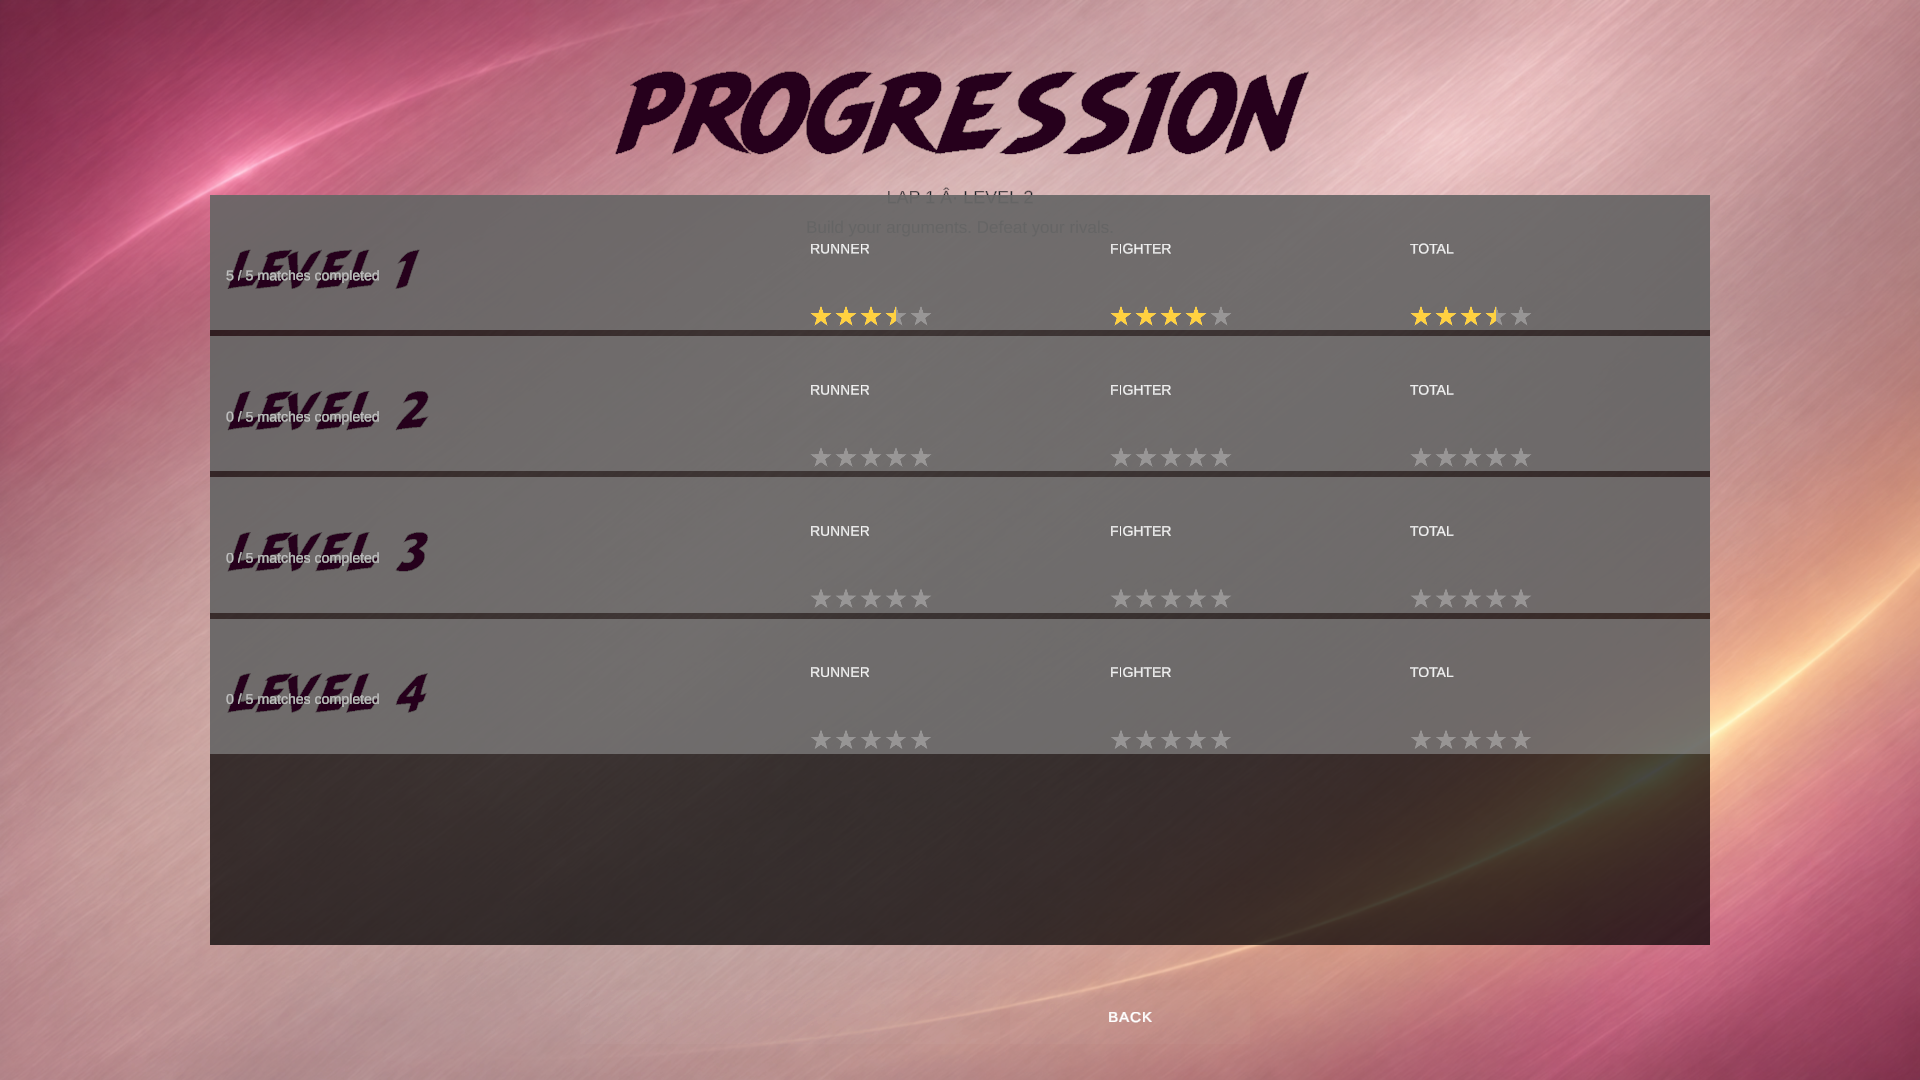 PROGRESSION
LAP 1 Â· LEVEL 2
Build your arguments. Defeat your rivals.
LEVEL 1
5 / 5 matches completed
RUNNER
FIGHTER
TOTAL
LEVEL 2
0 / 5 matches completed
RUNNER
FIGHTER
TOTAL
LEVEL 3
0 / 5 matches completed
RUNNER
FIGHTER
TOTAL
LEVEL 4
0 / 5 matches completed
RUNNER
FIGHTER
TOTAL
BACK